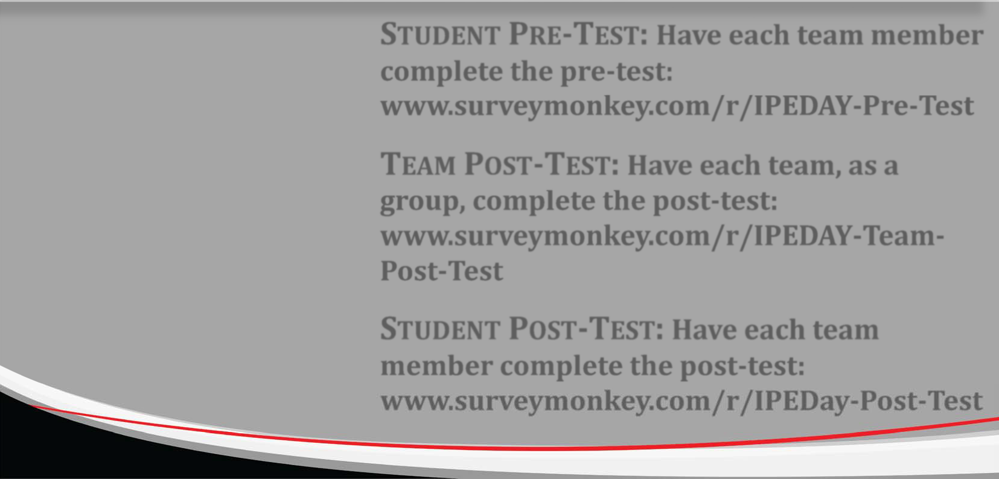 STUDENT PRE-TEST: Have each team member
complete the pre-test:
www.surveymonkey.com/r/IPEDAY-Pre-Test
TEAM POST-TEST: Have each team, as a
group, complete the post-test:
www.surveymonkey.com/r/IPEDAY-Team-
Post-Test
STUDENT POST-TEST: Have each team
member complete the post-test:
www.surveymonkey.com/r/IPEDay-Post-Test